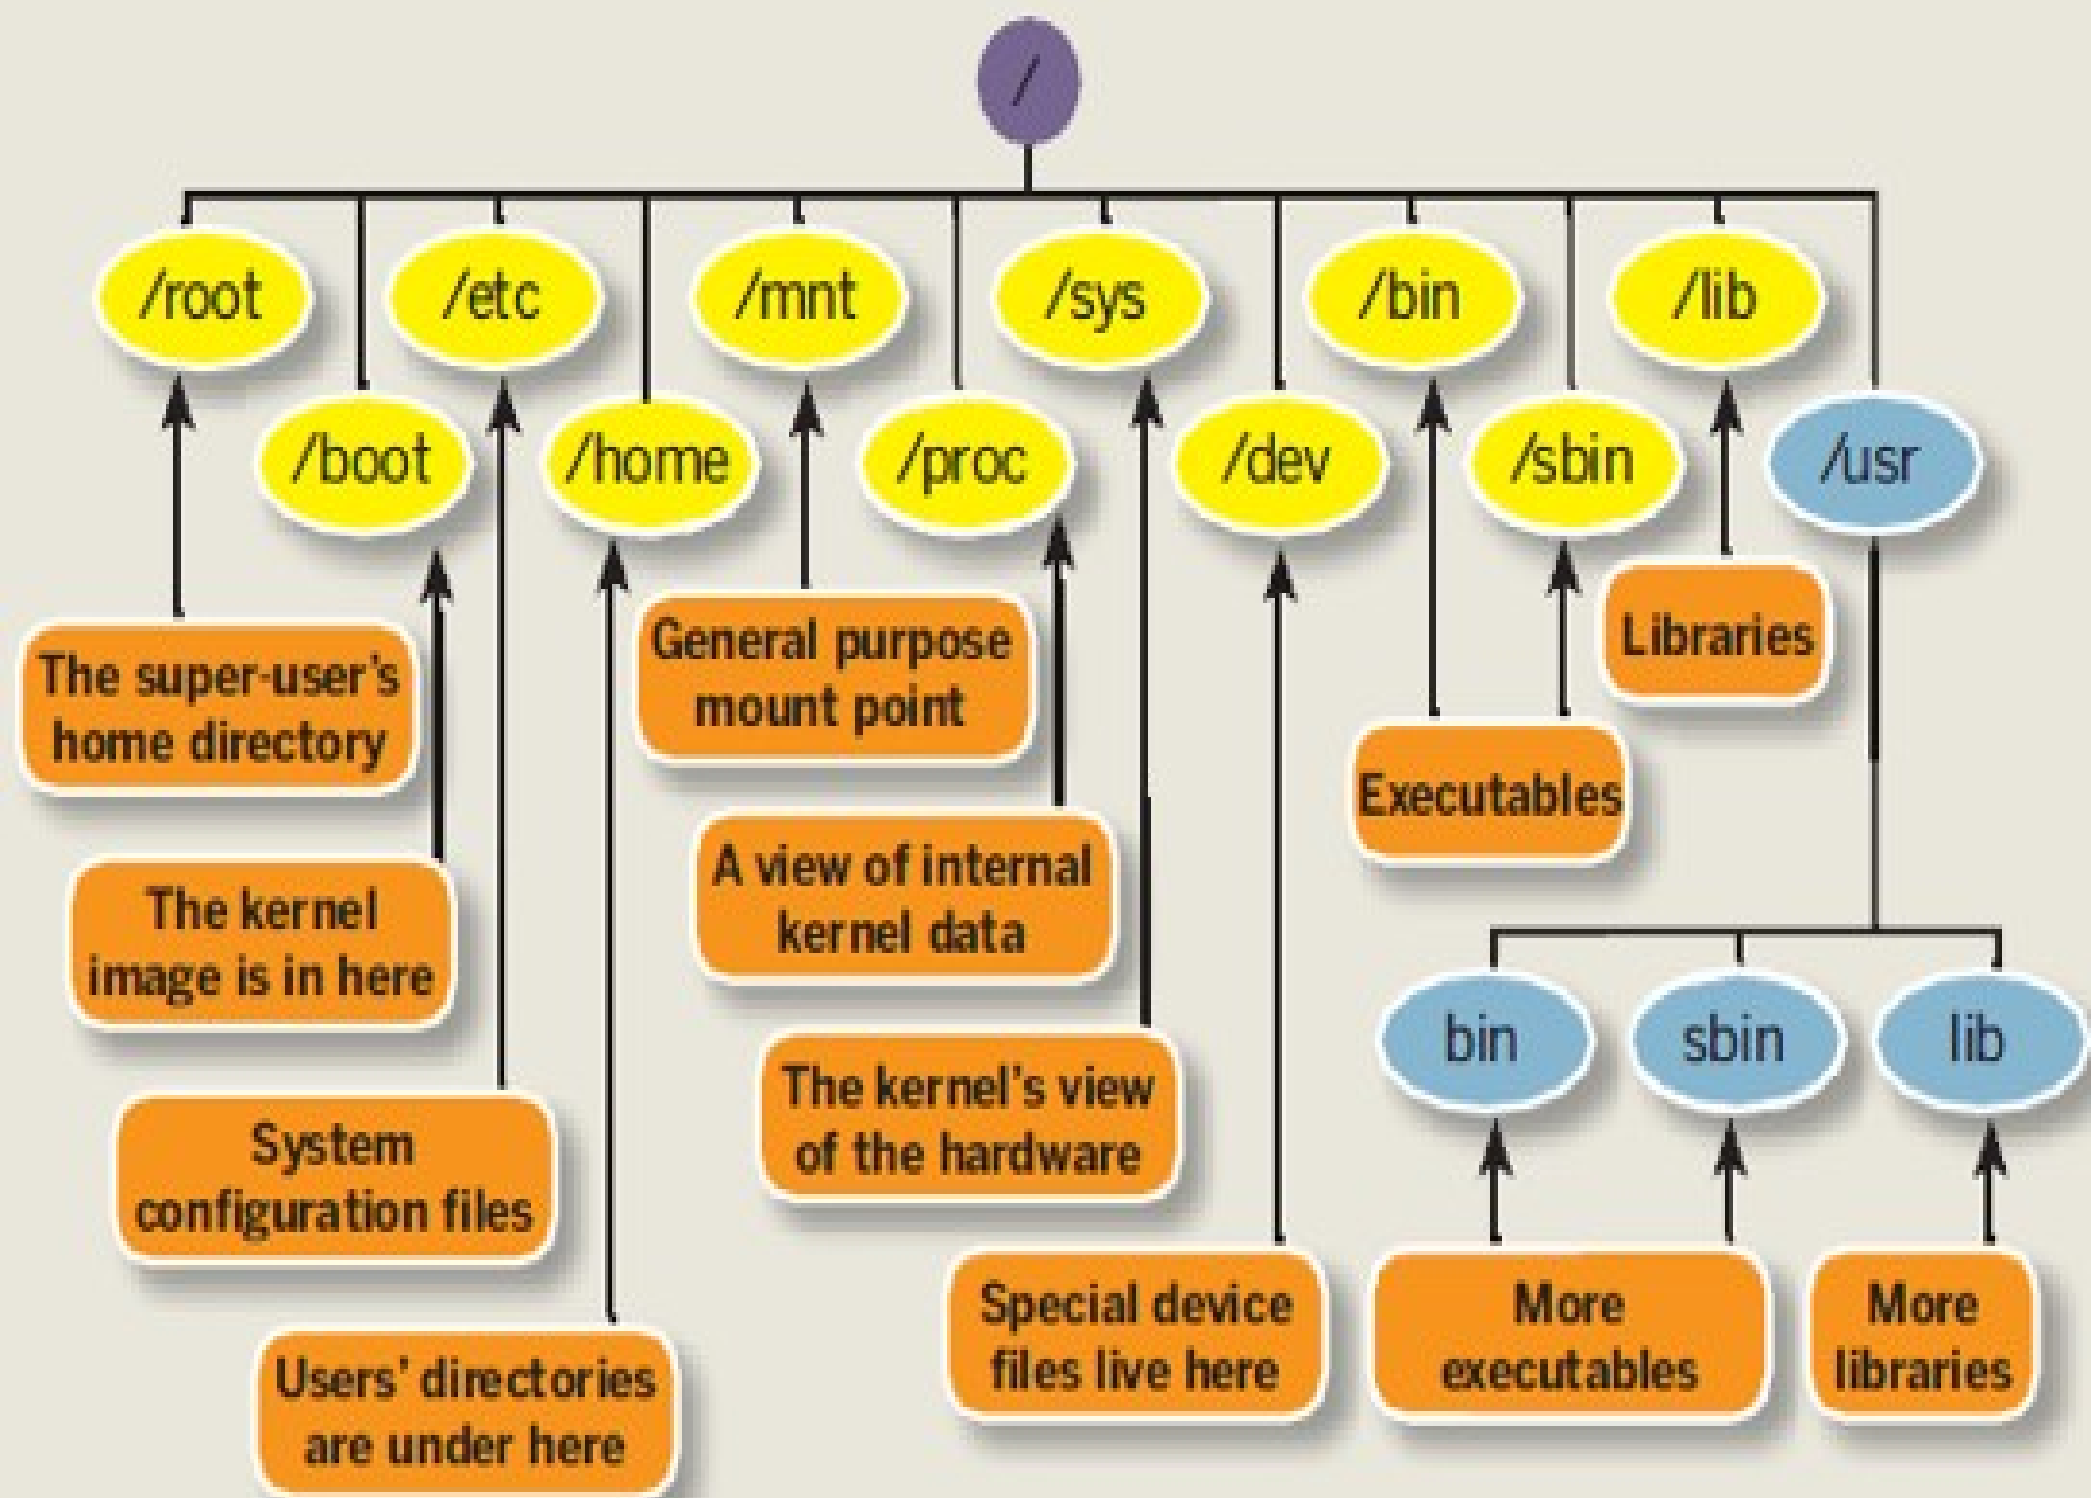 /
/root
/etc
/mnt
/sys
/bin
/lib
/boot
/home
/proc
/dev
/sbin
/usr
The super-user's
home directory
General purpose
mount point
Libraries
Executables
The kernel
image is in here
A view of internal
kernel data
bin
sbin
lib
System
configuration files
The kernel's view
of the hardware
Special device
files live here
More
executables
More
libraries
Users' directories
are under here